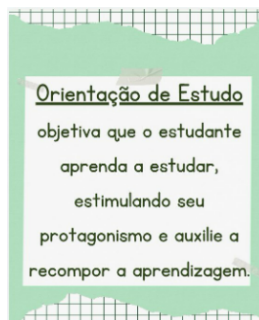 Orientação de Estudo
objetiva que o estudante
aprenda a estudar,
estimulando seu
protagonismo e auxilie a
recompor a aprendizagem.